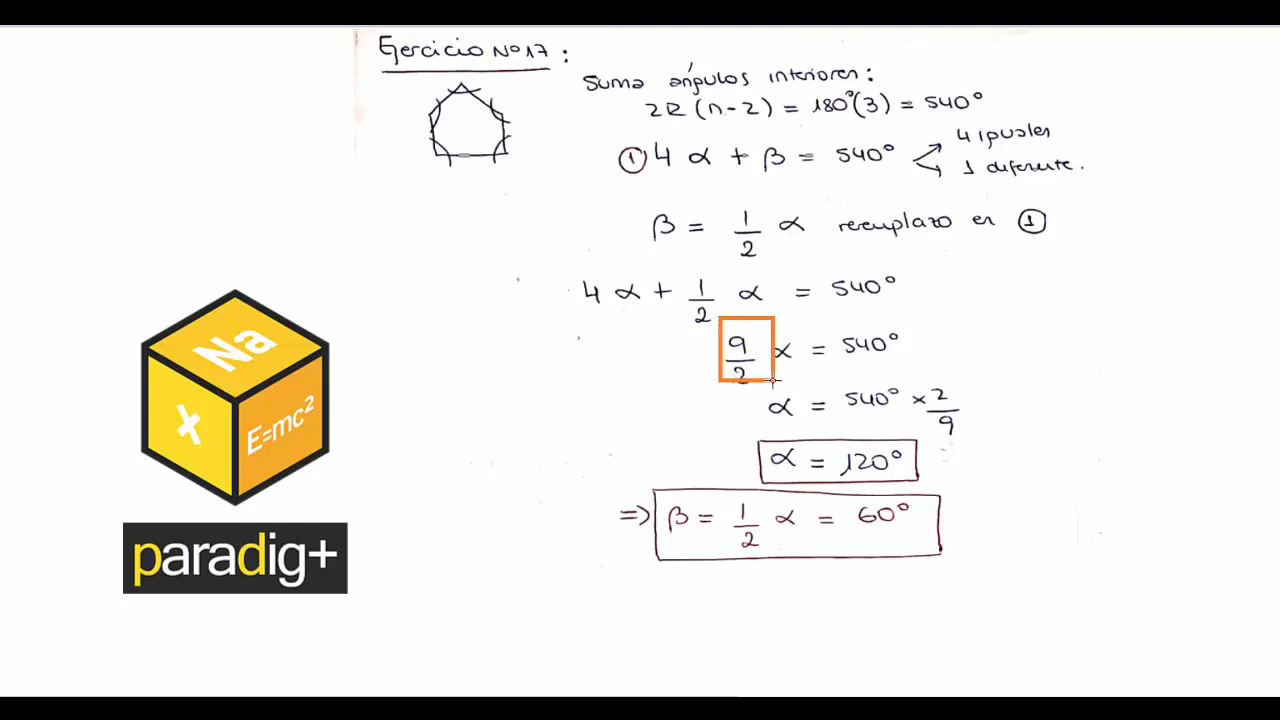 Ejercicio Nº 17:
Suma ángulos interiores:
2R (n-2) = 180°(3) = 540°
① 4 α + β = 540°
4 iguales
1 diferente.
β = 1/2 α reemplazo en ①
4 α + 1/2 α = 540°
9/2 α = 540°
α = 540° × 2/9
α = 120°
⇒ β = 1/2 α = 60°
Na
x
E=mc²
paradig+